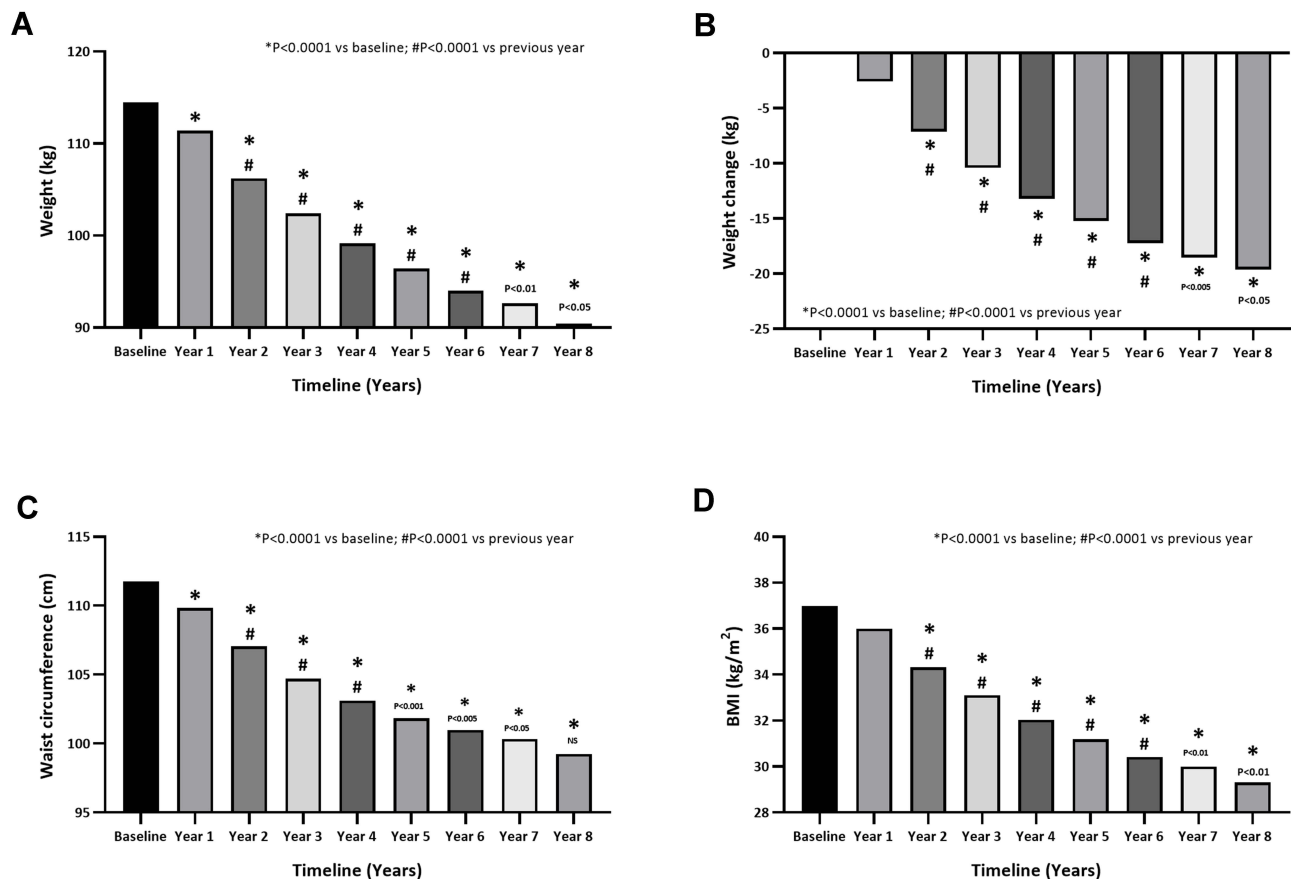 A
*P<0.0001 vs baseline; #P<0.0001 vs previous year
Weight (kg)
120
110
100
90
*
*
#
*
#
*
#
*
#
*
#
*
P<0.01
*
P<0.05
Baseline Year 1 Year 2 Year 3 Year 4 Year 5 Year 6 Year 7 Year 8
Timeline (Years)
B
Weight change (kg)
0
-5
-10
-15
-20
-25
*
#
*
#
*
#
*
#
*
#
*
P<0.005
*
P<0.05
*P<0.0001 vs baseline; #P<0.0001 vs previous year
Baseline Year 1 Year 2 Year 3 Year 4 Year 5 Year 6 Year 7 Year 8
Timeline (Years)
C
*P<0.0001 vs baseline; #P<0.0001 vs previous year
Waist circumference (cm)
115
110
105
100
95
*
*
#
*
#
*
#
*
P<0.001
*
P<0.005
*
P<0.05
*
NS
Baseline Year 1 Year 2 Year 3 Year 4 Year 5 Year 6 Year 7 Year 8
Timeline (Years)
D
*P<0.0001 vs baseline; #P<0.0001 vs previous year
BMI (kg/m²)
40
38
36
34
32
30
28
*
#
*
#
*
#
*
#
*
#
*
P<0.01
*
P<0.01
Baseline Year 1 Year 2 Year 3 Year 4 Year 5 Year 6 Year 7 Year 8
Timeline (Years)